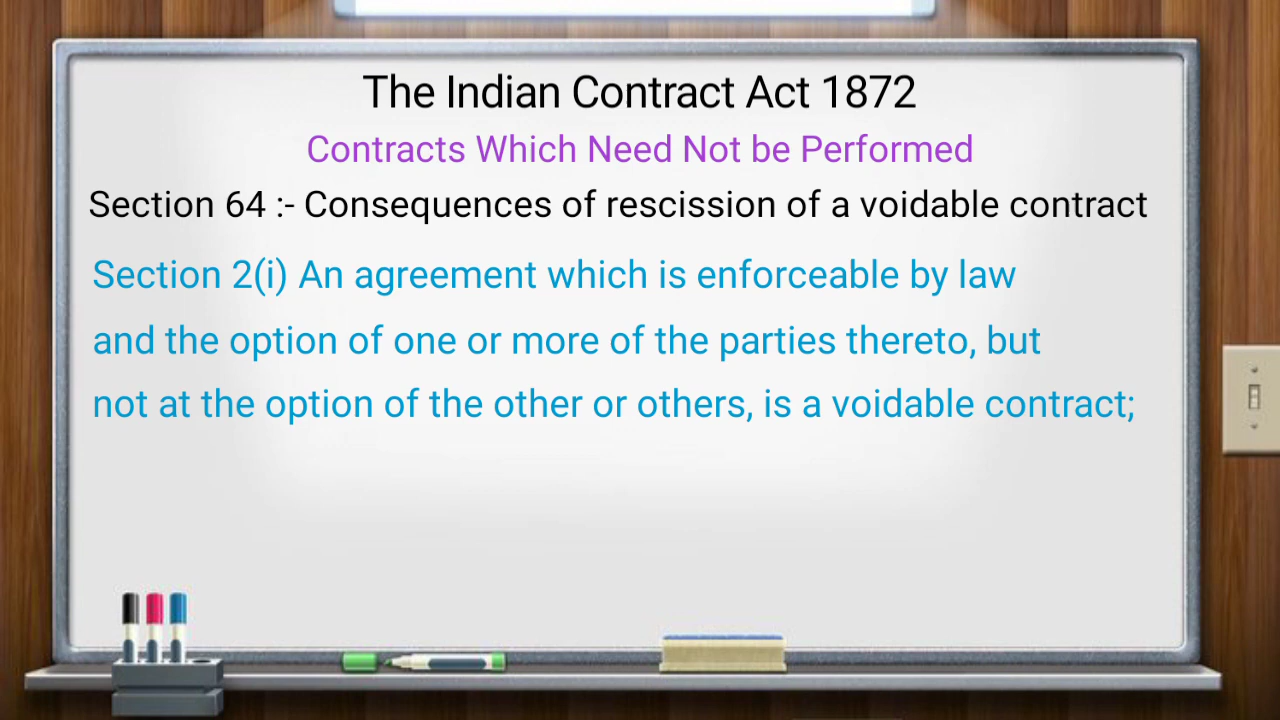 The Indian Contract Act 1872
Contracts Which Need Not be Performed
Section 64 :- Consequences of rescission of a voidable contract
Section 2(i) An agreement which is enforceable by law
and the option of one or more of the parties thereto, but
not at the option of the other or others, is a voidable contract;